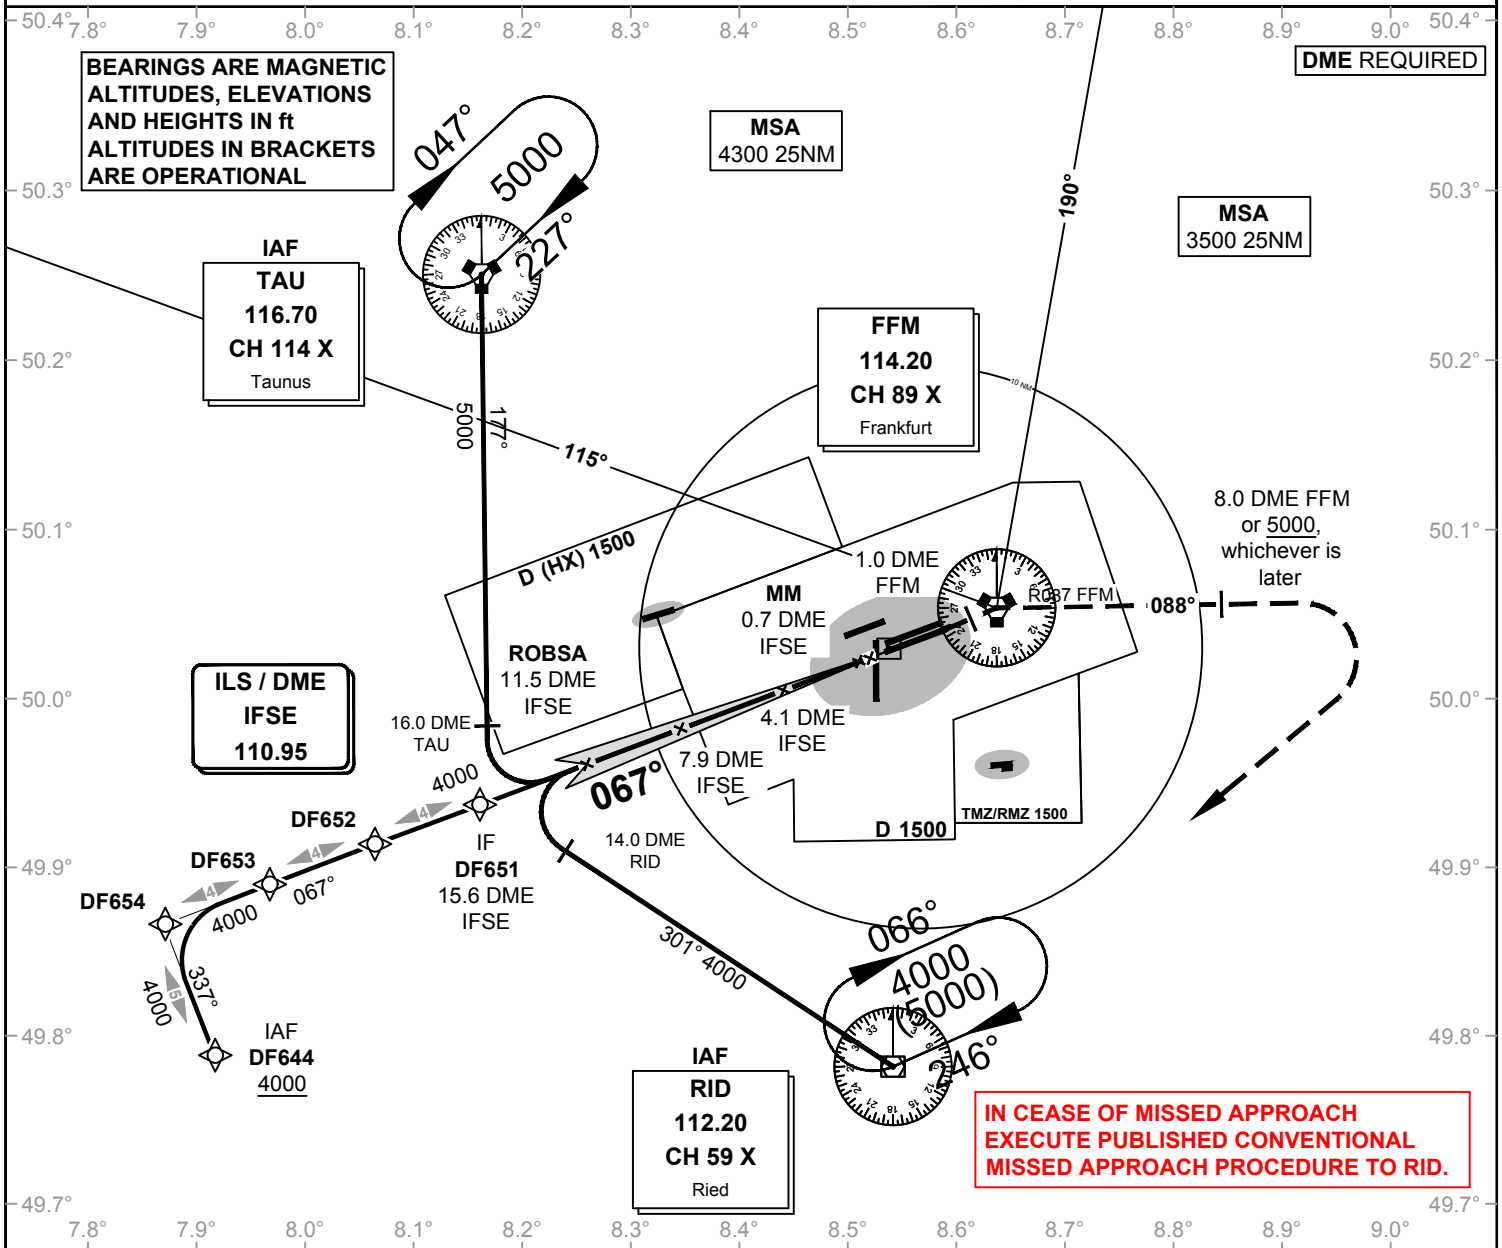 50.4° 7.8° 7.9° 8.0° 8.1° 8.2° 8.3° 8.4° 8.5° 8.6° 8.7° 8.8° 8.9° 9.0° 50.4°
BEARINGS ARE MAGNETIC
ALTITUDES, ELEVATIONS
AND HEIGHTS IN ft
ALTITUDES IN BRACKETS
ARE OPERATIONAL
DME REQUIRED
MSA
4300 25NM
MSA
3500 25NM
047°
5000
227°
190°
50.3° 50.3°
IAF
TAU
116.70
CH 114 X
Taunus
FFM
114.20
CH 89 X
Frankfurt
10 NM
50.2° 50.2°
5000
177°
115°
50.1° 50.1°
8.0 DME FFM
or 5000,
whichever is
later
D (HX) 1500
1.0 DME
FFM
MM
0.7 DME
IFSE
R087 FFM
088°
ROBSA
11.5 DME
IFSE
ILS / DME
IFSE
110.95
50.0° 50.0°
16.0 DME
TAU
4.1 DME
IFSE
7.9 DME
IFSE
067°
4000
4
TMZ/RMZ 1500
D 1500
DF652
4
IF
DF651
15.6 DME
IFSE
14.0 DME
RID
49.9° 49.9°
DF653
4
067°
DF654
4000
337°
4000
5
301° 4000
066°
4000
(5000)
246°
49.8° 49.8°
IAF
DF644
4000
IAF
RID
112.20
CH 59 X
Ried
IN CEASE OF MISSED APPROACH
EXECUTE PUBLISHED CONVENTIONAL
MISSED APPROACH PROCEDURE TO RID.
49.7° 49.7°
7.8° 7.9° 8.0° 8.1° 8.2° 8.3° 8.4° 8.5° 8.6° 8.7° 8.8° 8.9° 9.0°